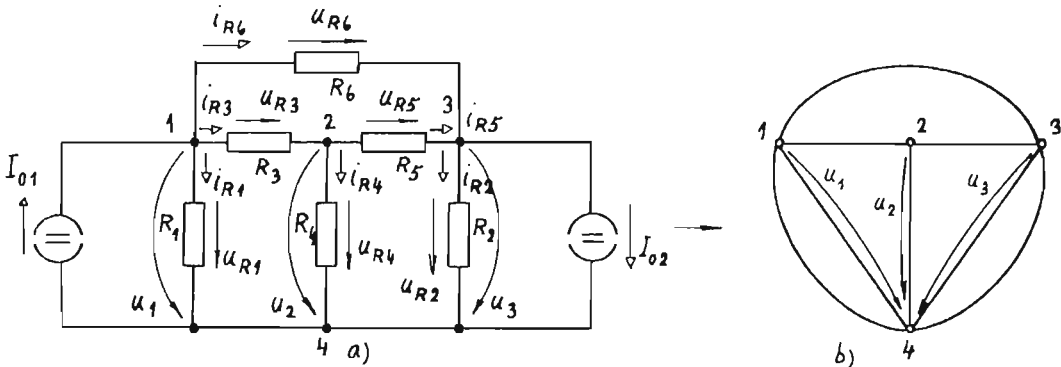 i_R6 u_R6
R_6
i_R3 u_R3 u_R5 3 i_R5
1 2
R_3 R_5
I_01 i_R1 i_R4 i_R2 I_02
R_1 R_4 R_2
u_R1 u_R4 u_R2
u_1 u_2 u_3
4 a)
1 2 3
u_1 u_2 u_3
4
b)